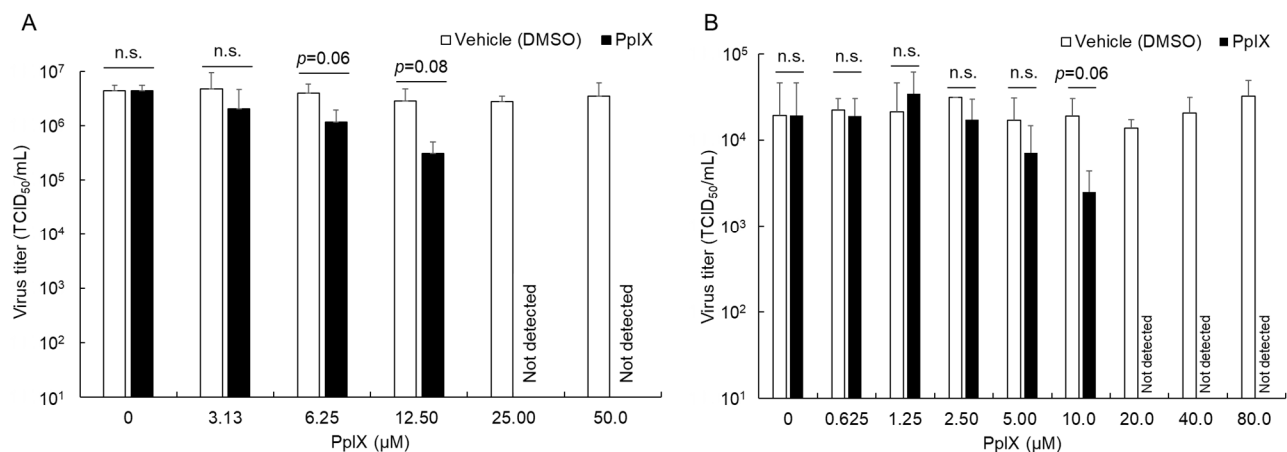 A
Vehicle (DMSO) PpIX
n.s.
n.s.
p=0.06
p=0.08
Virus titer (TCID50/mL)
10^7
10^6
10^5
10^4
10^3
10^2
10^1
Not detected
Not detected
0 3.13 6.25 12.50 25.00 50.0
PpIX (μM)
B
Vehicle (DMSO) PpIX
n.s.
n.s.
n.s.
n.s.
n.s.
p=0.06
Virus titer (TCID50/mL)
10^5
10^4
10^3
10^2
10^1
Not detected
Not detected
Not detected
0 0.625 1.25 2.50 5.00 10.0 20.0 40.0 80.0
PpIX (μM)